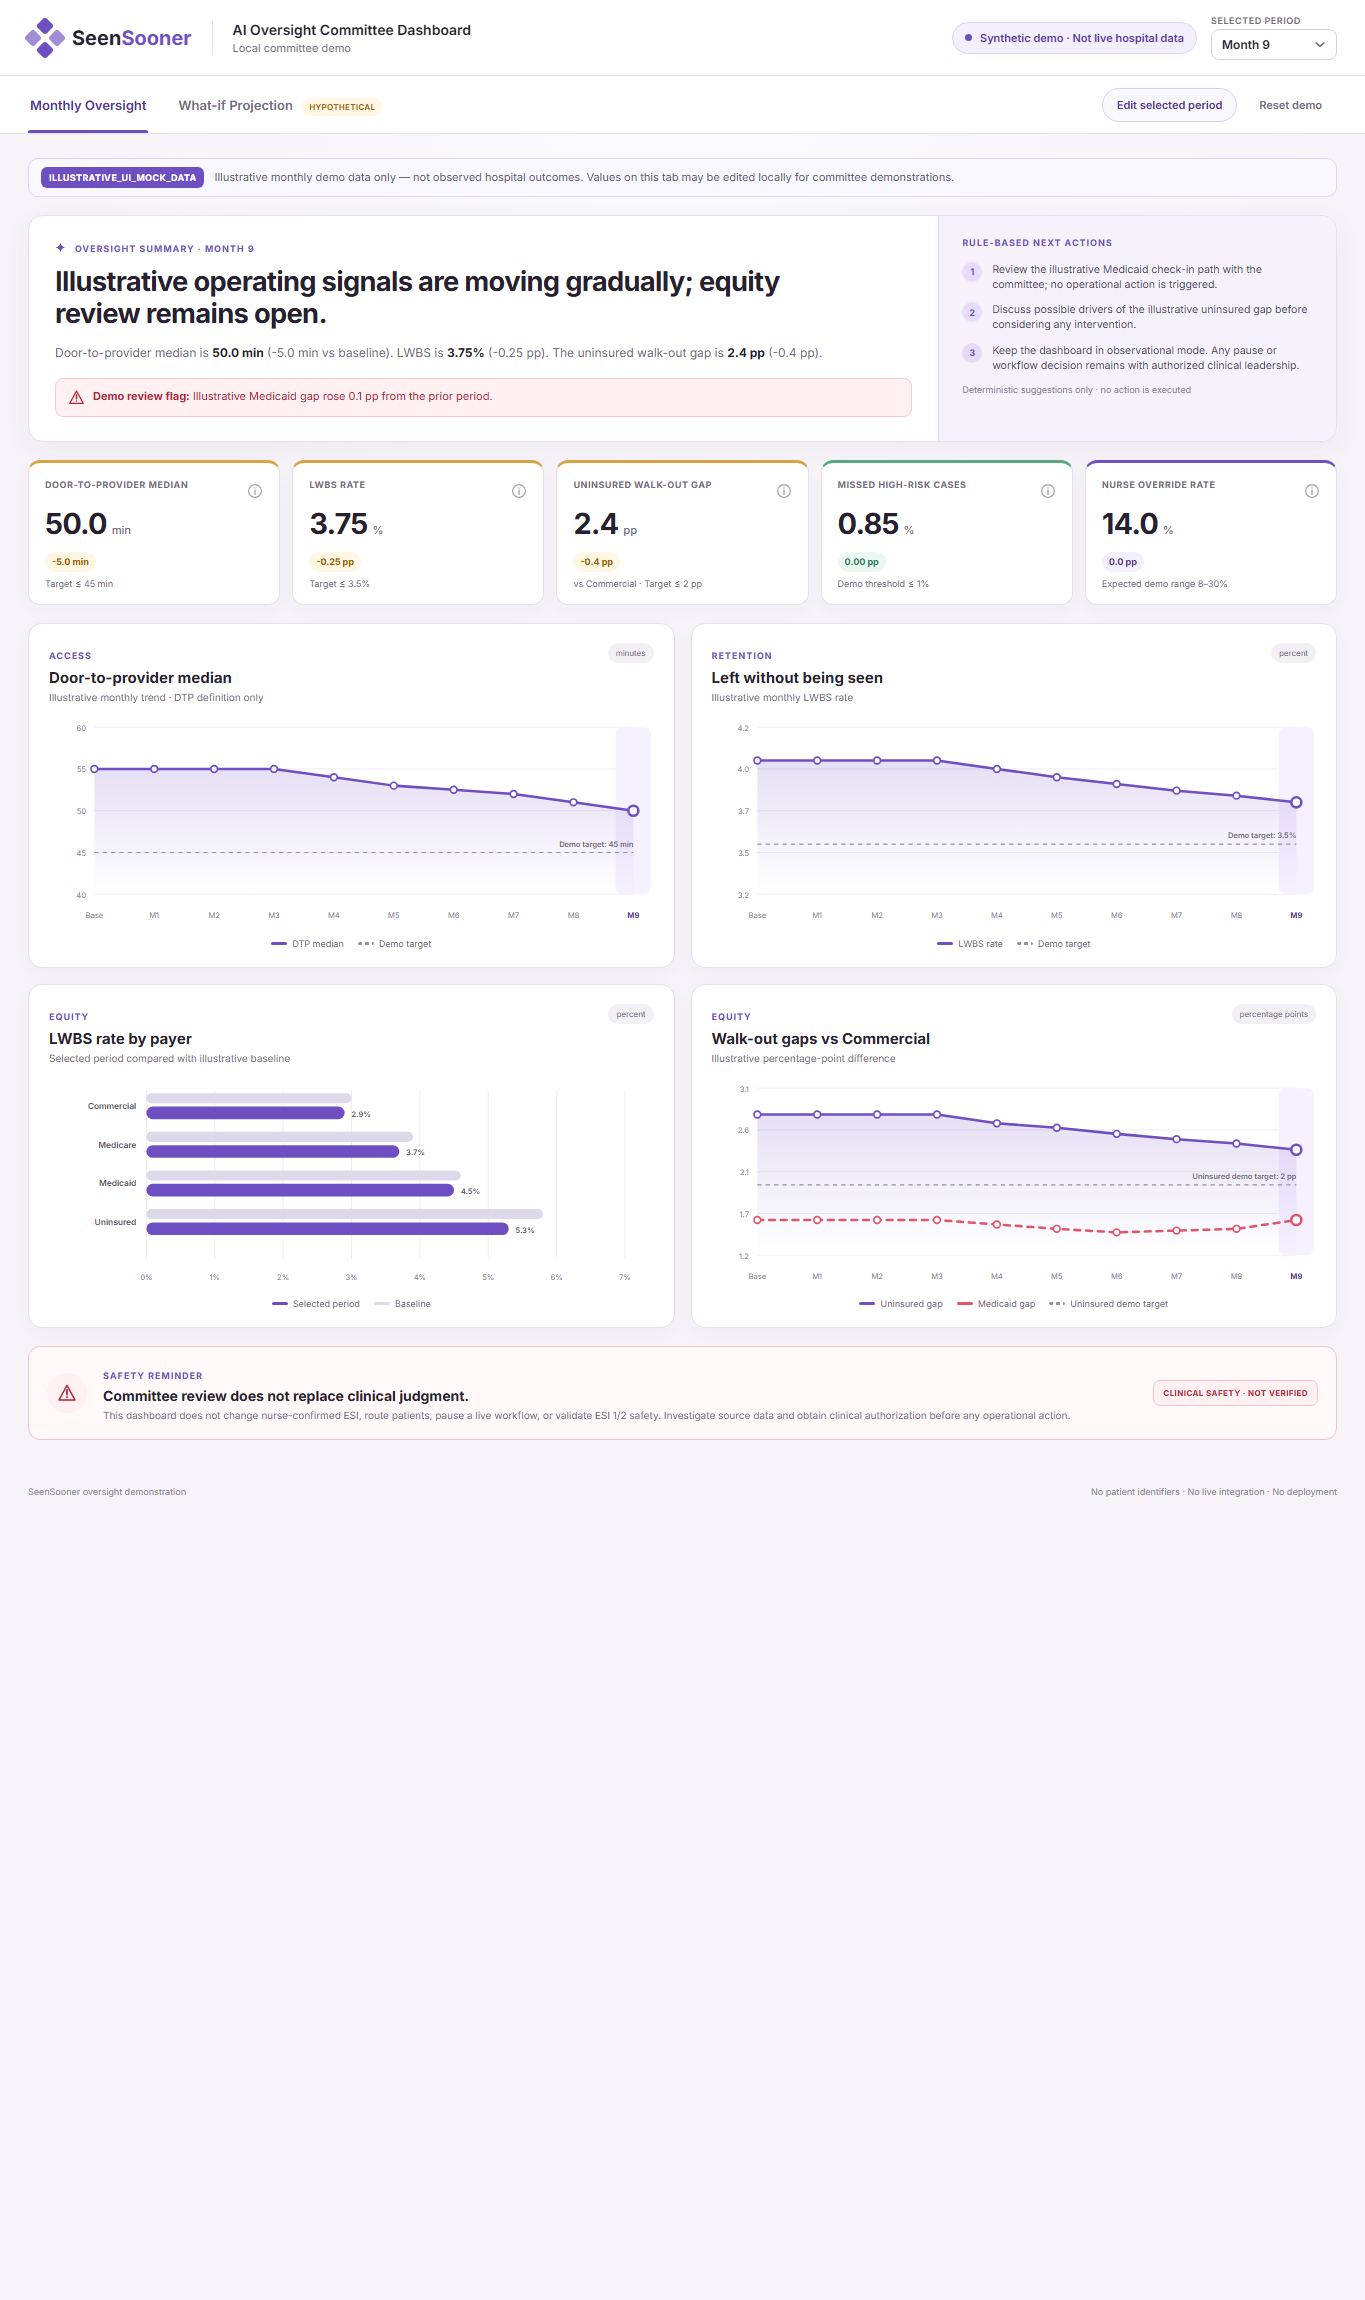 SeenSooner
AI Oversight Committee Dashboard
Local committee demo
Synthetic demo · Not live hospital data
SELECTED PERIOD
Month 9
Monthly Oversight
What-if Projection
HYPOTHETICAL
Edit selected period
Reset demo
ILLUSTRATIVE_UI_MOCK_DATA
Illustrative monthly demo data only — not observed hospital outcomes. Values on this tab may be edited locally for committee demonstrations.
OVERSIGHT SUMMARY · MONTH 9
Illustrative operating signals are moving gradually; equity
review remains open.
Door-to-provider median is 50.0 min (-5.0 min vs baseline). LWBS is 3.75% (-0.25 pp). The uninsured walk-out gap is 2.4 pp (-0.4 pp).
Demo review flag: Illustrative Medicaid gap rose 0.1 pp from the prior period.
RULE-BASED NEXT ACTIONS
1
Review the illustrative Medicaid check-in path with the
committee; no operational action is triggered.
2
Discuss possible drivers of the illustrative uninsured gap before
considering any intervention.
3
Keep the dashboard in observational mode. Any pause or
workflow decision remains with authorized clinical leadership.
Deterministic suggestions only · no action is executed
DOOR-TO-PROVIDER MEDIAN
50.0 min
-5.0 min
Target ≤ 45 min
LWBS RATE
3.75 %
-0.25 pp
Target ≤ 3.5%
UNINSURED WALK-OUT GAP
2.4 pp
-0.4 pp
vs Commercial · Target ≤ 2 pp
MISSED HIGH-RISK CASES
0.85 %
0.00 pp
Demo threshold ≤ 1%
NURSE OVERRIDE RATE
14.0 %
0.0 pp
Expected demo range 8–30%
ACCESS
minutes
Door-to-provider median
Illustrative monthly trend · DTP definition only
60
55
50
45
40
Demo target: 45 min
Base M1 M2 M3 M4 M5 M6 M7 M8 M9
DTP median
Demo target
RETENTION
percent
Left without being seen
Illustrative monthly LWBS rate
4.2
4.0
3.7
3.5
3.2
Demo target: 3.5%
Base M1 M2 M3 M4 M5 M6 M7 M8 M9
LWBS rate
Demo target
EQUITY
percent
LWBS rate by payer
Selected period compared with illustrative baseline
Commercial
2.9%
Medicare
3.7%
Medicaid
4.5%
Uninsured
5.3%
0% 1% 2% 3% 4% 5% 6% 7%
Selected period
Baseline
EQUITY
percentage points
Walk-out gaps vs Commercial
Illustrative percentage-point difference
3.1
2.6
2.1
1.7
1.2
Uninsured demo target: 2 pp
Base M1 M2 M3 M4 M5 M6 M7 M8 M9
Uninsured gap
Medicaid gap
Uninsured demo target
SAFETY REMINDER
Committee review does not replace clinical judgment.
This dashboard does not change nurse-confirmed ESI, route patients, pause a live workflow, or validate ESI 1/2 safety. Investigate source data and obtain clinical authorization before any operational action.
CLINICAL SAFETY · NOT VERIFIED
SeenSooner oversight demonstration
No patient identifiers · No live integration · No deployment